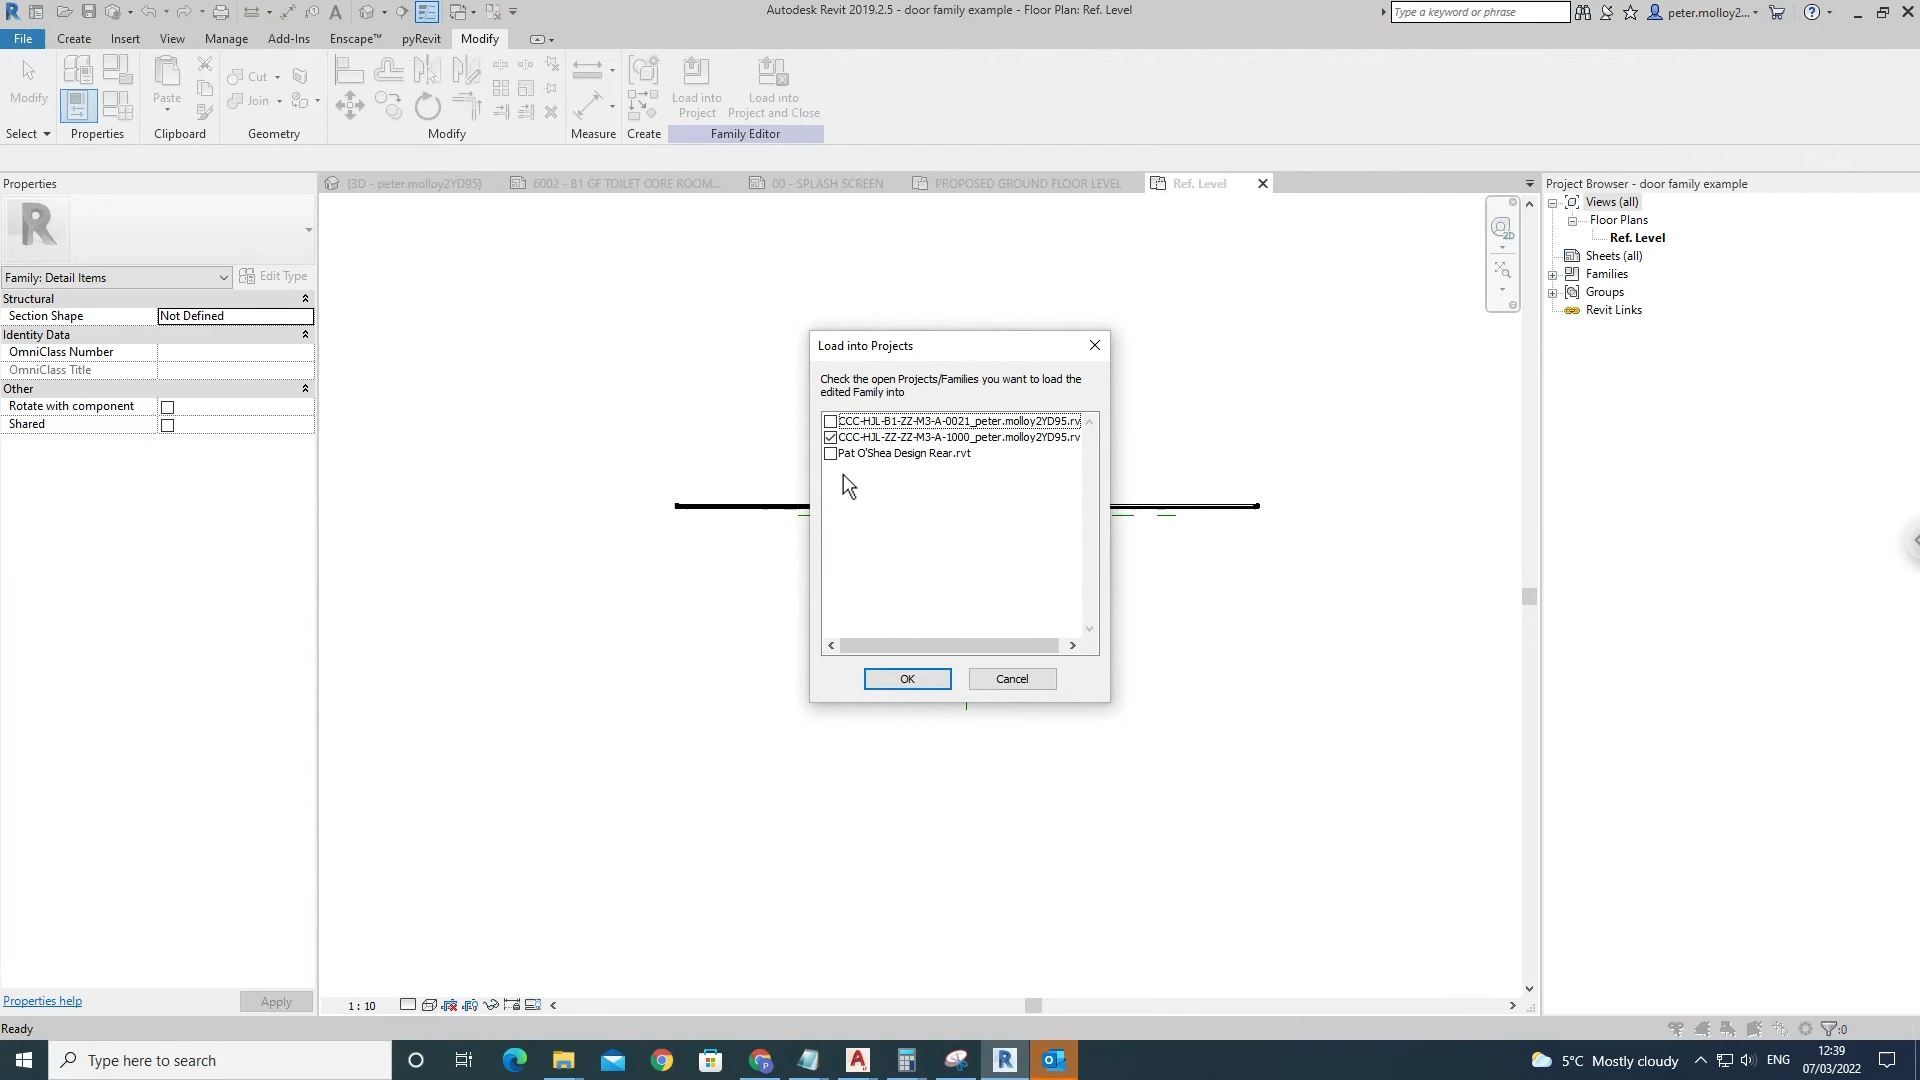 Autodesk Revit 2019.2.5 - door family example - Floor Plan: Ref. Level
Type a keyword or phrase
peter.molloy2...
File Create Insert View Manage Add-Ins Enscape™ pyRevit Modify
Modify
Paste
Cut
Join
Load into Project
Load into Project and Close
Select Properties Clipboard Geometry Modify Measure Create Family Editor
Properties
{3D - peter.molloy2YD95}
6002 - B1 GF TOILET CORE ROOM...
00 - SPLASH SCREEN
PROPOSED GROUND FLOOR LEVEL
Ref. Level
Project Browser - door family example
Views (all)
Floor Plans
Ref. Level
Sheets (all)
Families
Groups
Revit Links
2D
R
Family: Detail Items
Edit Type
Structural
Section Shape Not Defined
Identity Data
OmniClass Number
OmniClass Title
Other
Rotate with component
Shared
Load into Projects
Check the open Projects/Families you want to load the
edited Family into
CCC-HJL-B1-ZZ-M3-A-0021_peter.molloy2YD95.rv
CCC-HJL-ZZ-ZZ-M3-A-1000_peter.molloy2YD95.rv
Pat O'Shea Design Rear.rvt
OK Cancel
Properties help
Apply
1 : 10
Ready
:0
Type here to search
5°C Mostly cloudy
ENG
12:39
07/03/2022